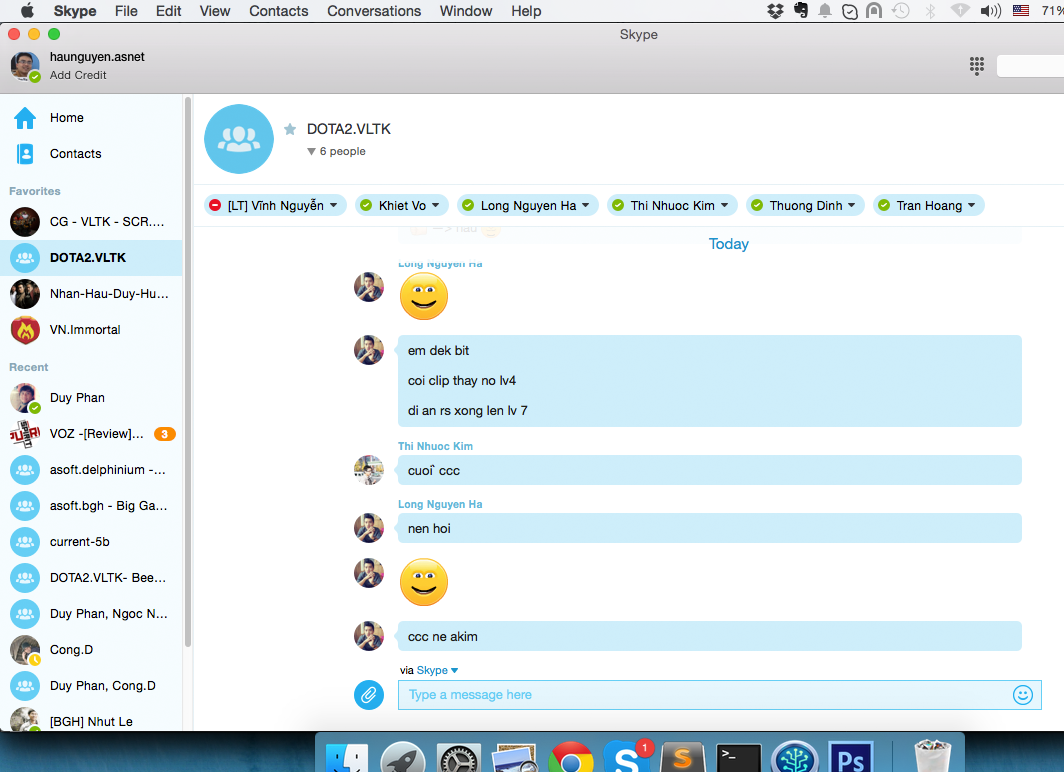 Skype File Edit View Contacts Conversations Window Help 71%
Skype
haunguyen.asnet
Add Credit
Home
Contacts
Favorites
CG - VLTK - SCR....
DOTA2.VLTK
Nhan-Hau-Duy-Hu...
VN.Immortal
Recent
Duy Phan
VOZ -[Review]... 3
asoft.delphinium -...
asoft.bgh - Big Ga...
current-5b
DOTA2.VLTK- Bee...
Duy Phan, Ngoc N...
Cong.D
Duy Phan, Cong.D
[BGH] Nhut Le
DOTA2.VLTK
6 people
[LT] Vĩnh Nguyễn Khiet Vo Long Nguyen Ha Thi Nhuoc Kim Thuong Dinh Tran Hoang
Today
Long Nguyen Ha
em dek bit
coi clip thay no lv4
di an rs xong len lv 7
Thi Nhuoc Kim
cuoi` ccc
Long Nguyen Ha
nen hoi
ccc ne akim
via Skype
Type a message here
S 1 S >_ Ps